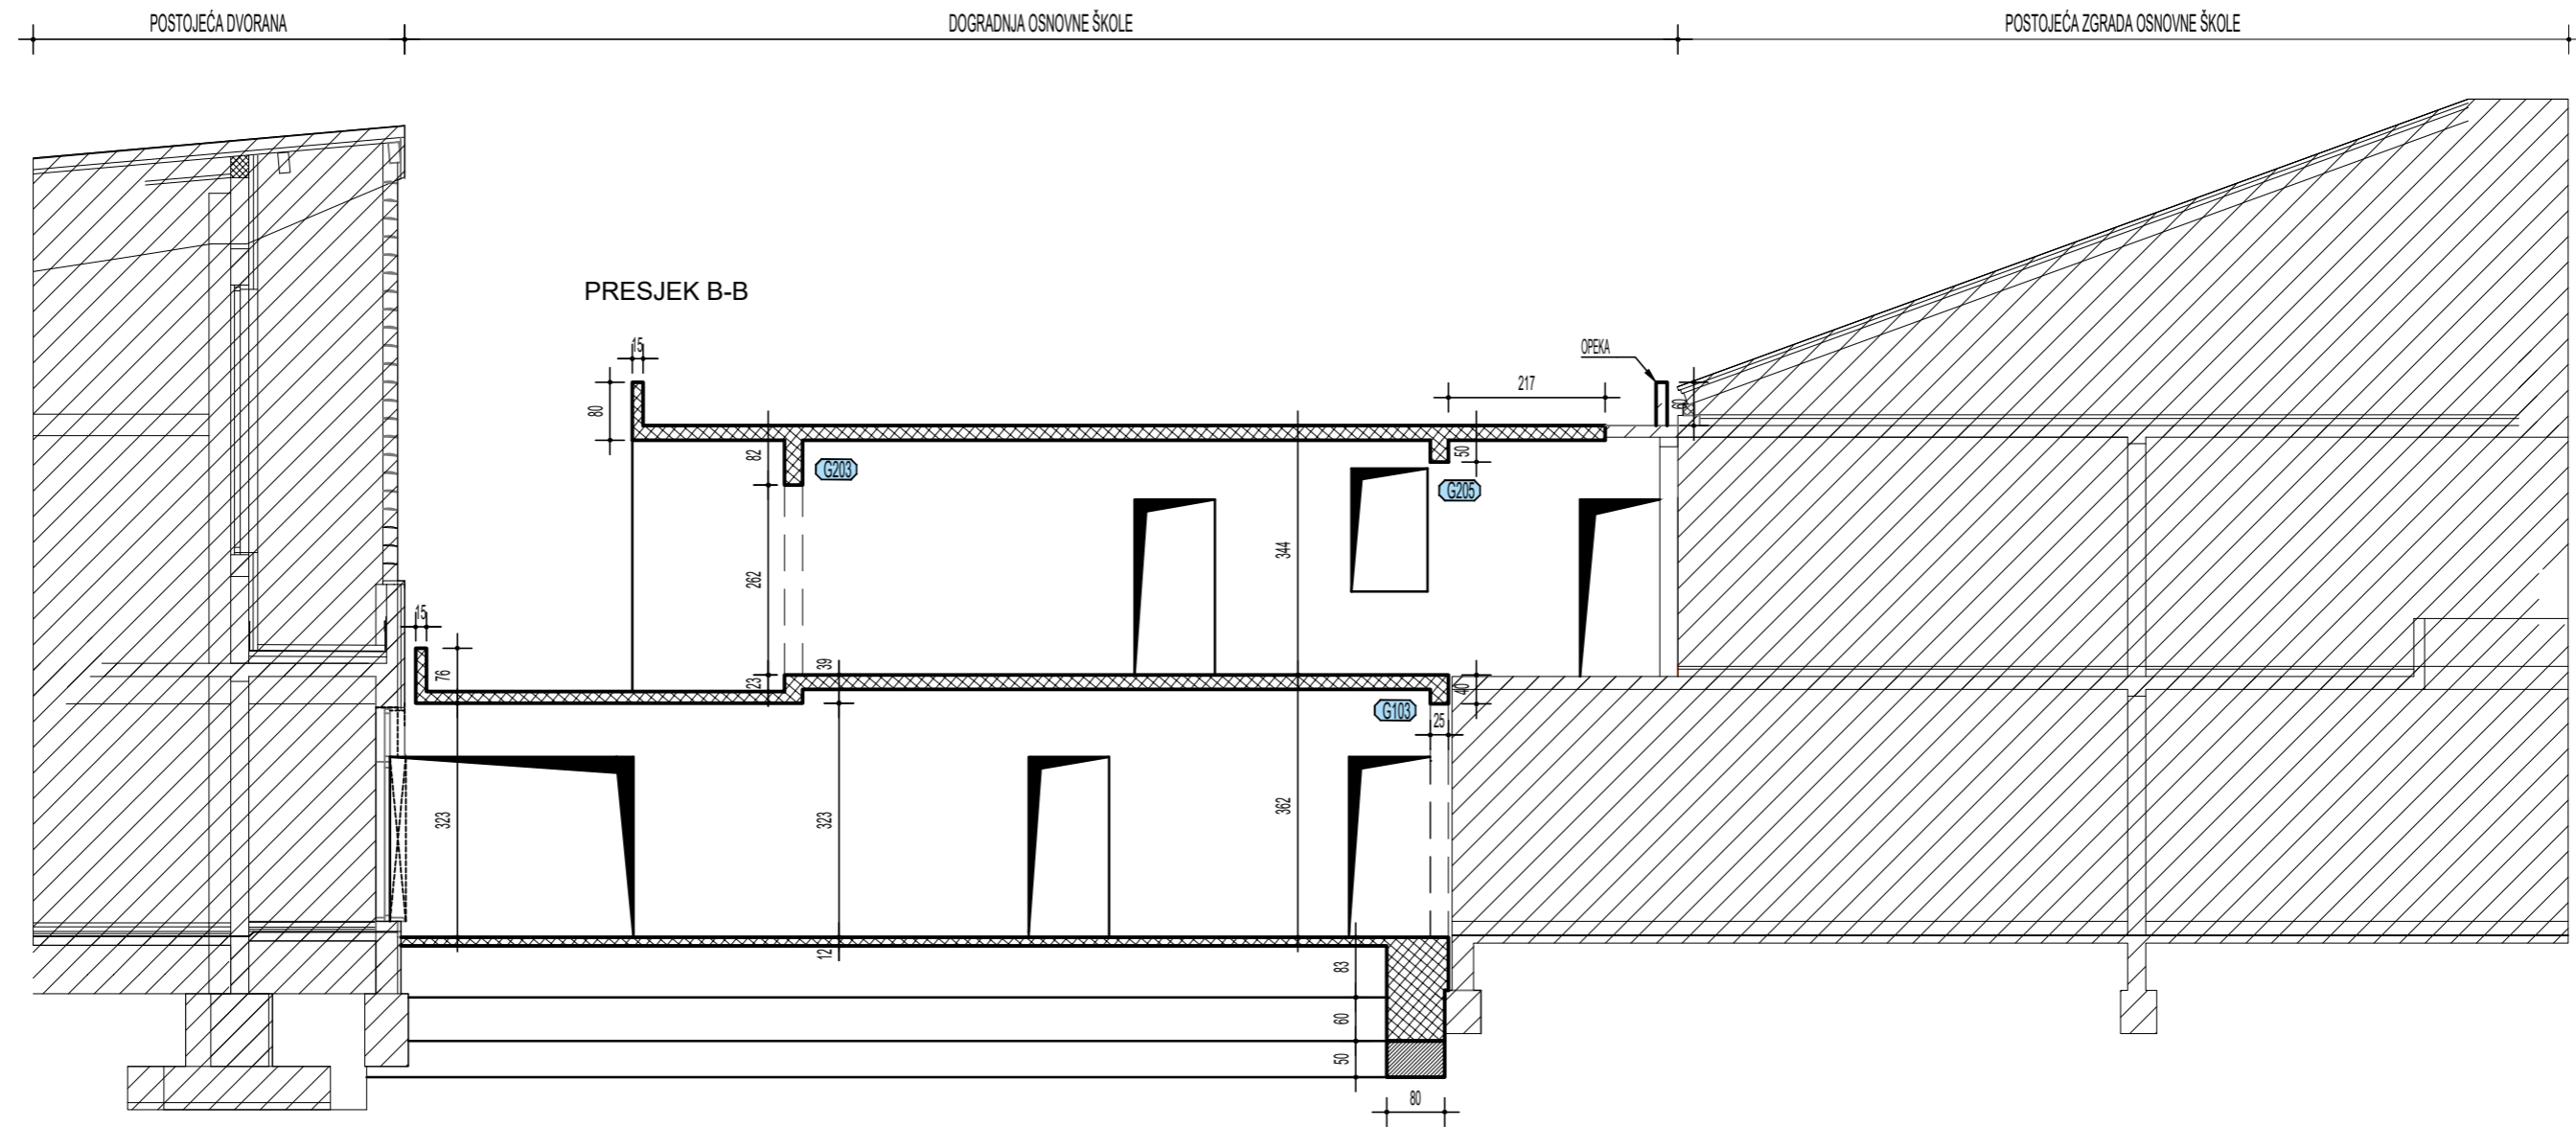 POSTOJEĆA DVORANA
DOGRADNJA OSNOVNE ŠKOLE
POSTOJEĆA ZGRADA OSNOVNE ŠKOLE
PRESJEK B-B
15
OPEKA
217
80
60
82
50
G203
G205
344
262
15
39
76
23
40
G103
25
323
323
362
12
83
60
50
80